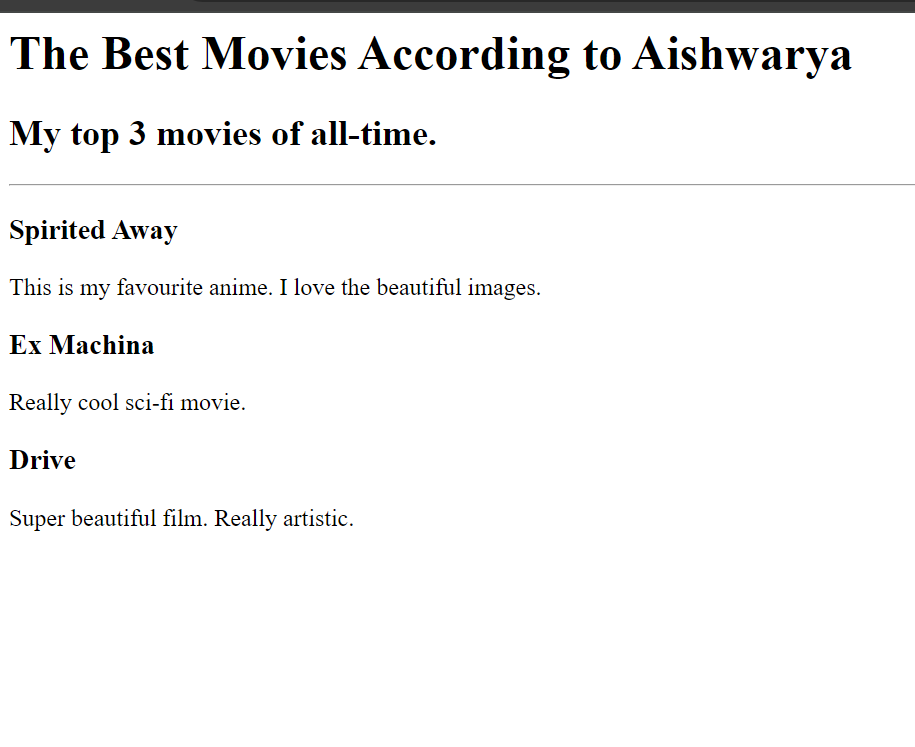 The Best Movies According to Aishwarya
My top 3 movies of all-time.
Spirited Away
This is my favourite anime. I love the beautiful images.
Ex Machina
Really cool sci-fi movie.
Drive
Super beautiful film. Really artistic.